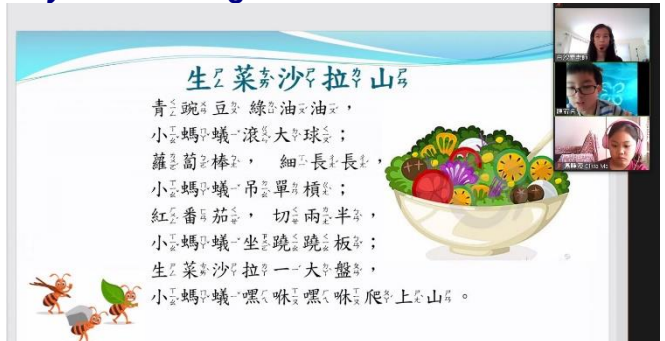 生菜沙拉山
青豌豆綠油油,
小螞蟻滾大球;
蘿蔔棒, 細長長,
小螞蟻吊單槓;
紅番茄, 切兩半,
小螞蟻坐蹺蹺板;
生菜沙拉一大盤,
小螞蟻嘿咻嘿咻爬上山。